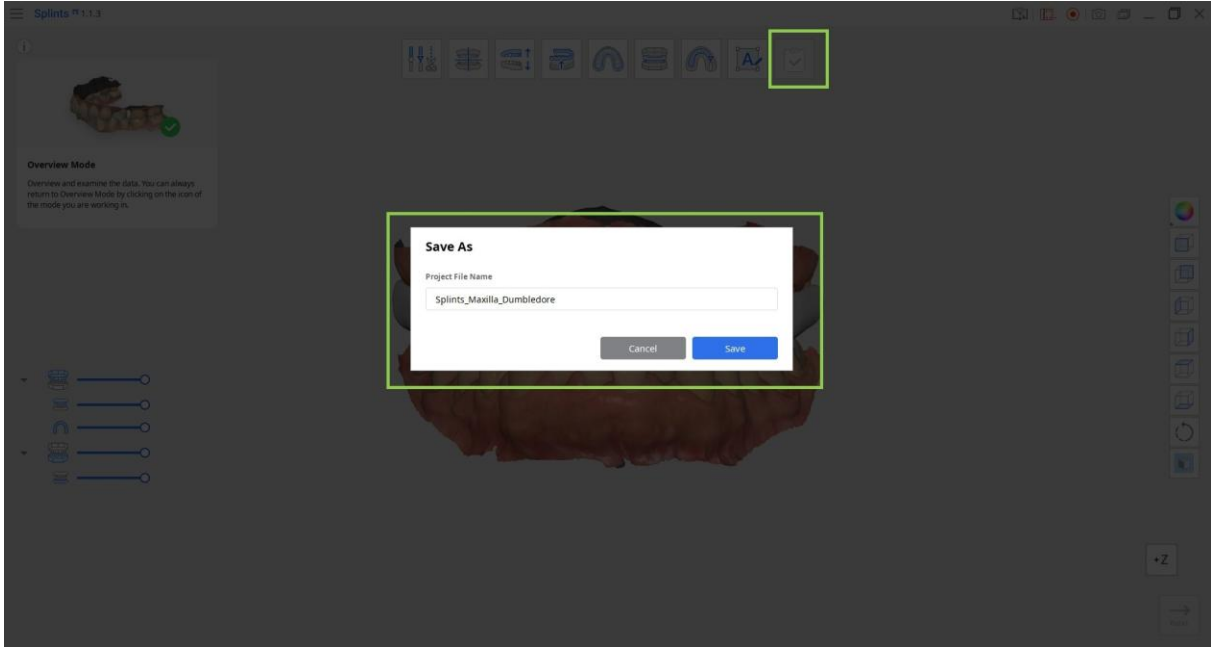 Splints 1.1.3
A
Overview Mode
Overview and examine the data. You can always
return to Overview Mode by clicking on the icon of
the mode you are working in.
Save As
Project File Name
Splints_Maxilla_Dumbledore
Cancel
Save
+Z